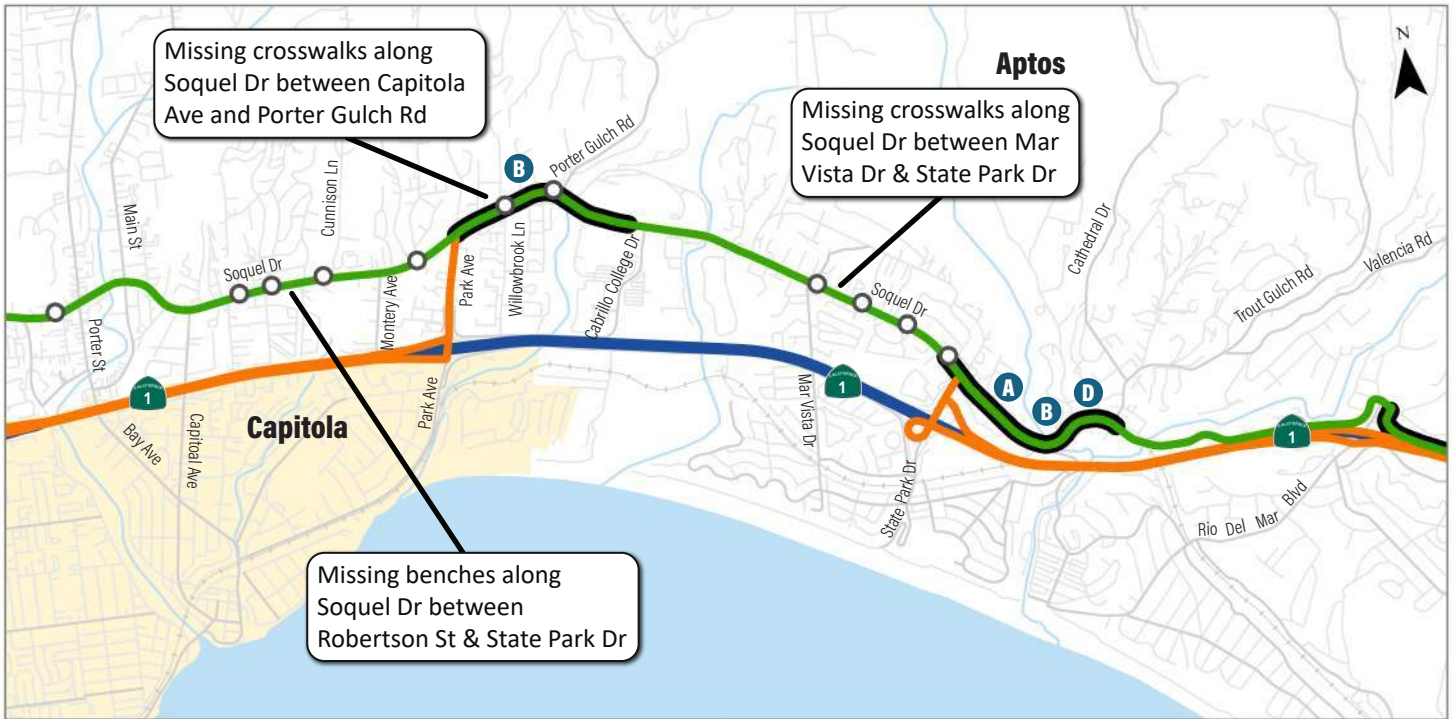 Missing crosswalks along
Soquel Dr between Capitola
Ave and Porter Gulch Rd
Aptos
N
Missing crosswalks along
Soquel Dr between Mar
Vista Dr & State Park Dr
B
Porter Gulch Rd
Main St
Cunnison Ln
Soquel Dr
Porter St
Montery Ave
Park Ave
Willowbrook Ln
Cabrillo College Dr
Cathedral Dr
Trout Gulch Rd
Valencia Rd
Soquel Dr
CALIFORNIA
1
Bay Ave
Capitoal Ave
Capitola
Park Ave
Mar Vista Dr
CALIFORNIA
1
A
B
D
CALIFORNIA
1
State Park Dr
Rio Del Mar Blvd
Missing benches along
Soquel Dr between
Robertson St & State Park Dr